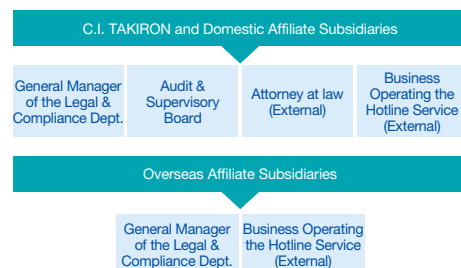 C.I. TAKIRON and Domestic Affiliate Subsidiaries
General Manager
of the Legal &
Compliance Dept.
Audit &
Supervisory
Board
Attorney at law
(External)
Business
Operating the
Hotline Service
(External)
Overseas Affiliate Subsidiaries
General Manager
of the Legal &
Compliance Dept.
Business Operating
the Hotline Service
(External)